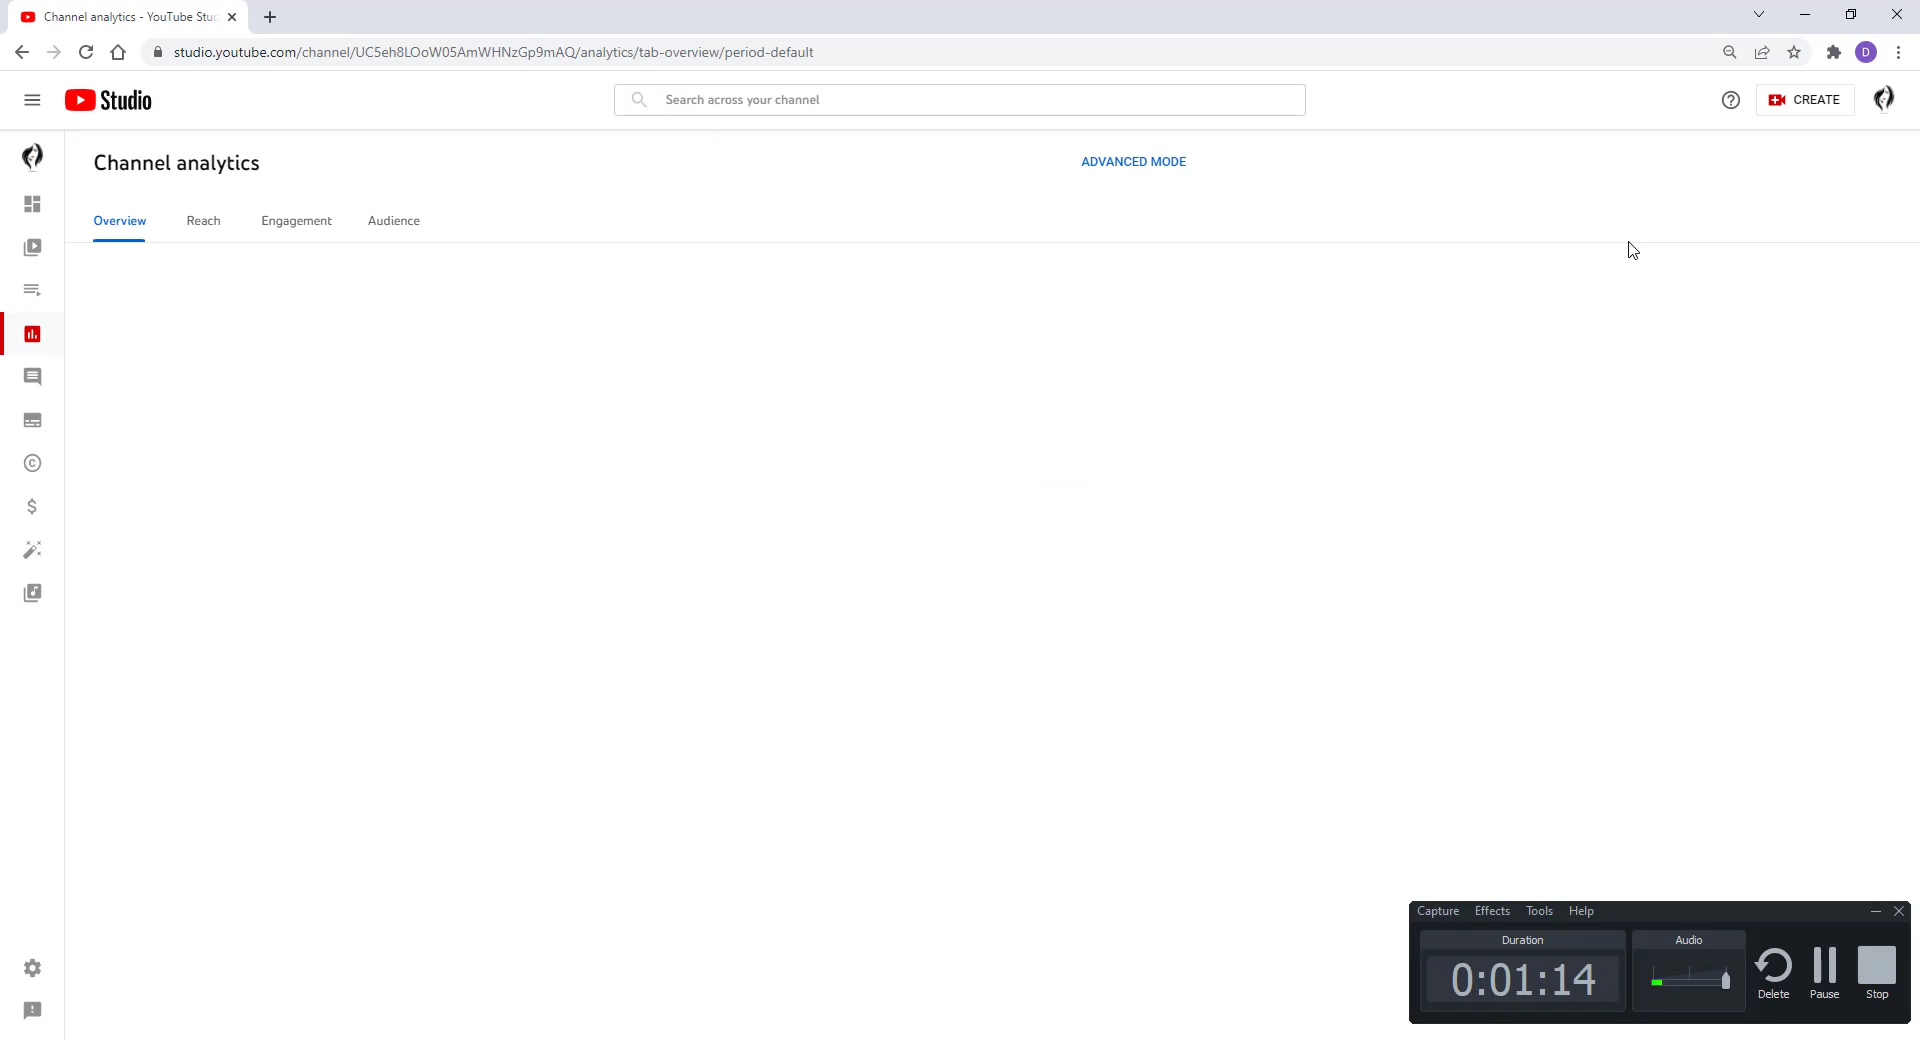 Channel analytics - YouTube Stu
studio.youtube.com/channel/UC5eh8LOoW05AmWHNzGp9mAQ/analytics/tab-overview/period-default
D
Studio
Search across your channel
CREATE
Channel analytics
ADVANCED MODE
Overview
Reach
Engagement
Audience
Capture
Effects
Tools
Help
Duration
Audio
0:01:14
Delete
Pause
Stop